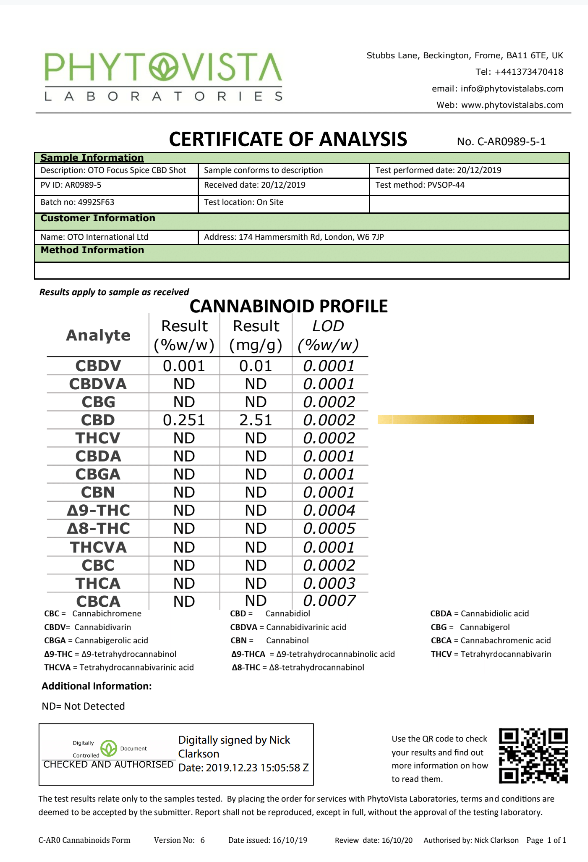 PHYTOVISTA
LABORATORIES
Stubbs Lane, Beckington, Frome, BA11 6TE, UK
Tel: +441373470418
email: info@phytovistalabs.com
Web: www.phytovistalabs.com
CERTIFICATE OF ANALYSIS No. C-AR0989-5-1
Sample Information
Description: OTO Focus Spice CBD Shot Sample conforms to description Test performed date: 20/12/2019
PV ID: AR0989-5 Received date: 20/12/2019 Test method: PVSOP-44
Batch no: 4992SF63 Test location: On Site
Customer Information
Name: OTO International Ltd Address: 174 Hammersmith Rd, London, W6 7JP
Method Information
Results apply to sample as received
CANNABINOID PROFILE
Analyte Result (%w/w) Result (mg/g) LOD (%w/w)
CBDV 0.001 0.01 0.0001
CBDVA ND ND 0.0001
CBG ND ND 0.0002
CBD 0.251 2.51 0.0002
THCV ND ND 0.0002
CBDA ND ND 0.0001
CBGA ND ND 0.0001
CBN ND ND 0.0001
Δ9-THC ND ND 0.0004
Δ8-THC ND ND 0.0005
THCVA ND ND 0.0001
CBC ND ND 0.0002
THCA ND ND 0.0003
CBCA ND ND 0.0007
CBC = Cannabichromene CBD = Cannabidiol CBDA = Cannabidiolic acid
CBDV= Cannabidivarin CBDVA = Cannabidivarinic acid CBG = Cannabigerol
CBGA = Cannabigerolic acid CBN = Cannabinol CBCA = Cannabachromenic acid
Δ9-THC = Δ9-tetrahydrocannabinol Δ9-THCA = Δ9-tetrahydrocannabinolic acid THCV = Tetrahyrdocannabivarin
THCVA = Tetrahydrocannabivarinic acid Δ8-THC = Δ8-tetrahydrocannabinol
Additional Information:
ND= Not Detected
Digitally Document
Controlled
CHECKED AND AUTHORISED
Digitally signed by Nick
Clarkson
Date: 2019.12.23 15:05:58 Z
Use the QR code to check
your results and find out
more information on how
to read them.
The test results relate only to the samples tested. By placing the order for services with PhytoVista Laboratories, terms and conditions are
deemed to be accepted by the submitter. Report shall not be reproduced, except in full, without the approval of the testing laboratory.
C-AR0 Cannabinoids Form Version No: 6 Date issued: 16/10/19 Review date: 16/10/20 Authorised by: Nick Clarkson Page 1 of 1